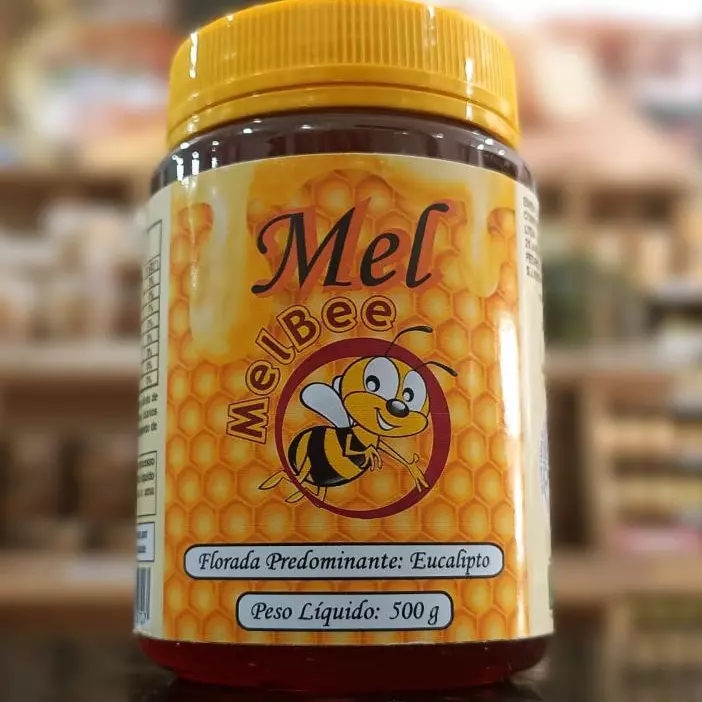 Mel
MelBee
Florada Predominante: Eucalipto
Peso Líquido: 500 g